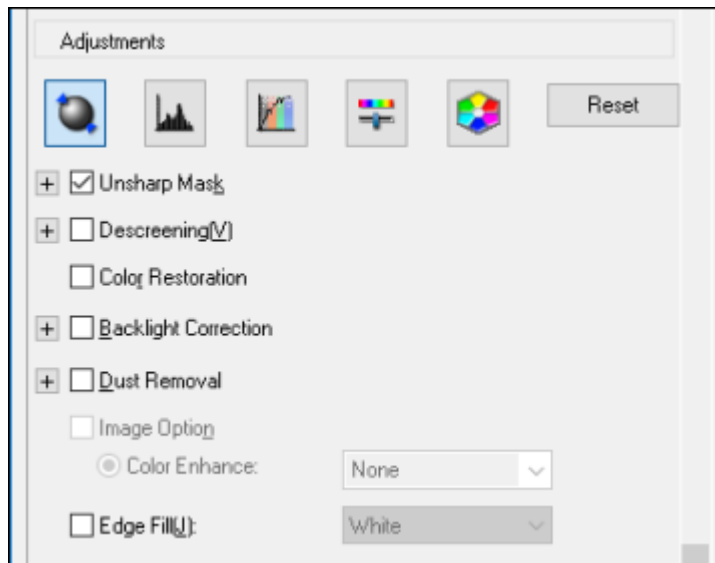 Adjustments
Reset
Unsharp Mask
Descreening(V)
Color Restoration
Backlight Correction
Dust Removal
Image Option
Color Enhance: None
Edge Fill(J): White